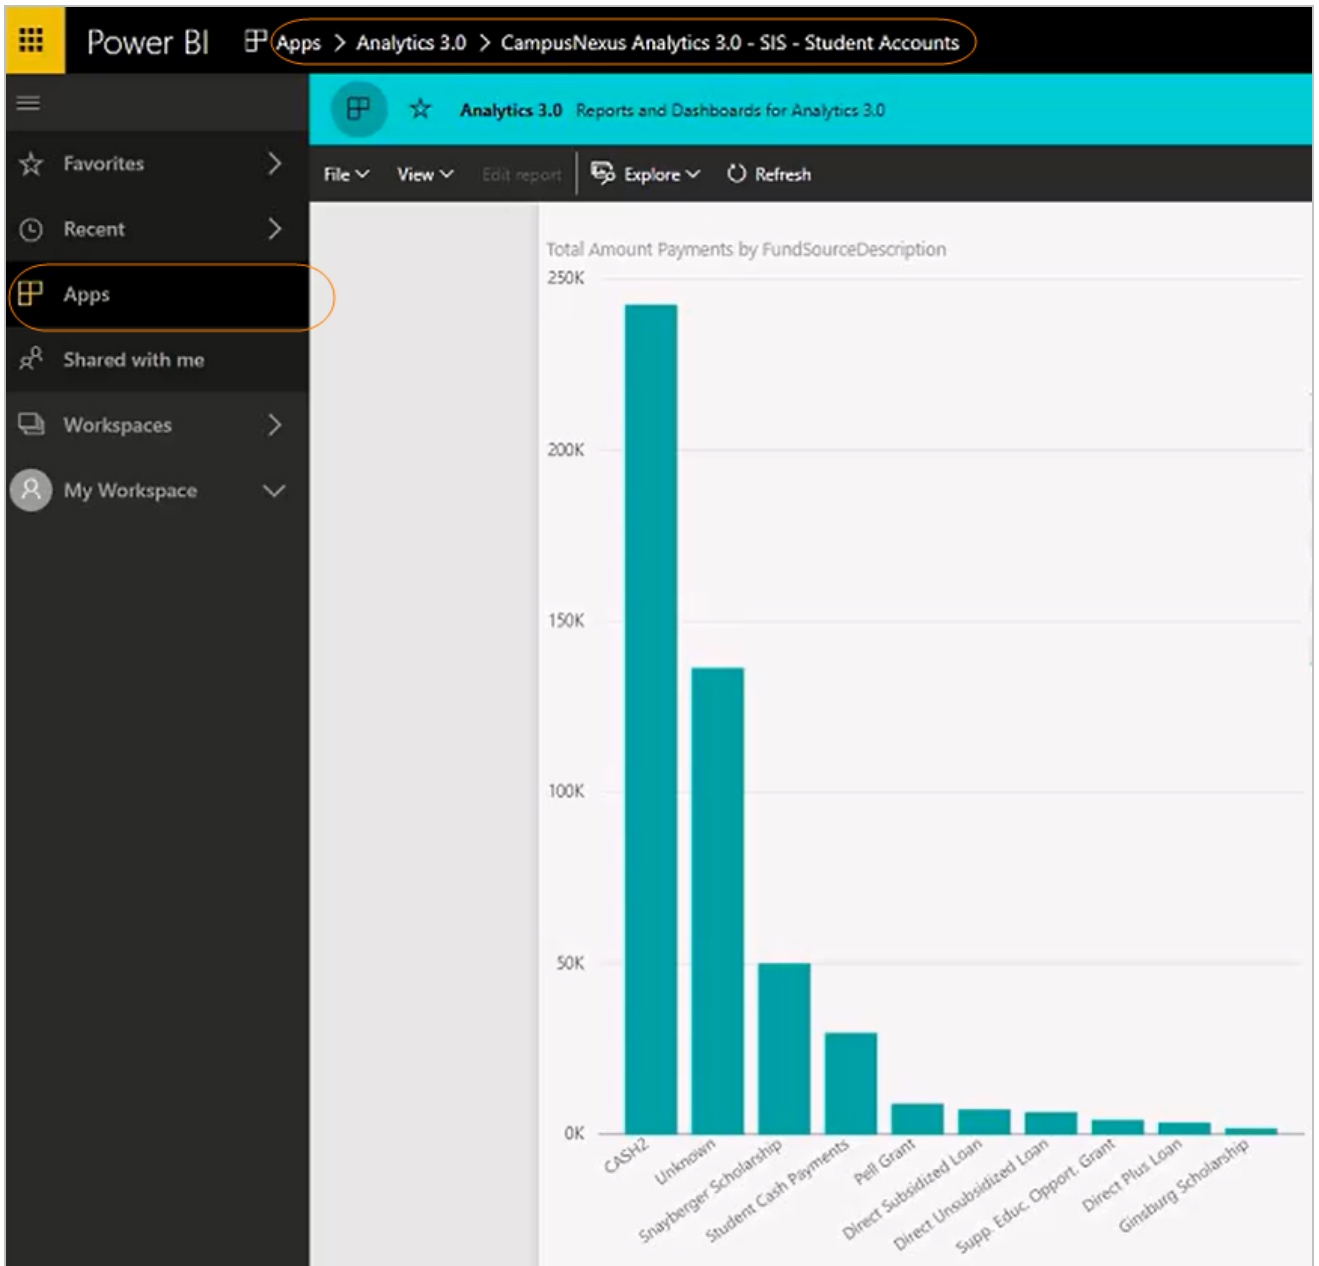 Power BI Apps > Analytics 3.0 > CampusNexus Analytics 3.0 - SIS - Student Accounts
Analytics 3.0 Reports and Dashboards for Analytics 3.0
Favorites
Recent
Apps
Shared with me
Workspaces
My Workspace
File View Edit report Explore Refresh
Total Amount Payments by FundSourceDescription
250K
200K
150K
100K
50K
0K
CASH2
Unknown
Snayberger Scholarship
Student Cash Payments
Pell Grant
Direct Subsidized Loan
Direct Unsubsidized Loan
Supp. Educ. Opport. Grant
Direct Plus Loan
Ginsburg Scholarship